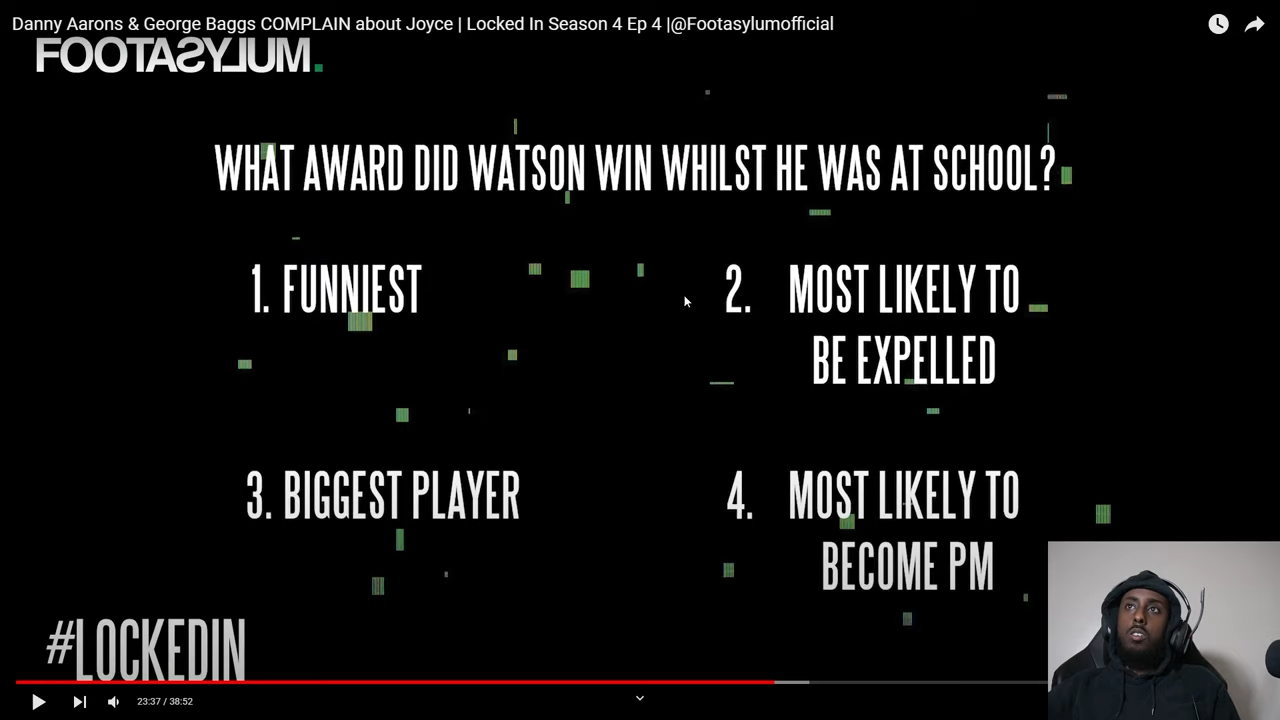 Danny Aarons & George Baggs COMPLAIN about Joyce | Locked In Season 4 Ep 4 |@Footasylumofficial
FOOTASYLUM.
WHAT AWARD DID WATSON WIN WHILST HE WAS AT SCHOOL?
1. FUNNIEST
2. MOST LIKELY TO
BE EXPELLED
3. BIGGEST PLAYER
4. MOST LIKELY TO
BECOME PM
#LOCKEDIN
23:37 / 38:52